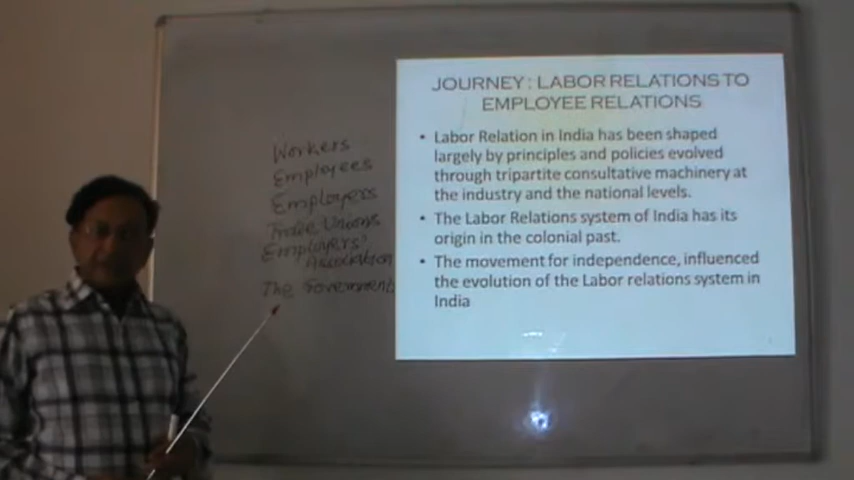 Workers
Employees
Employers
Trade Unions
Employers'
Association
The Government
JOURNEY: LABOR RELATIONS TO
EMPLOYEE RELATIONS
• Labor Relation in India has been shaped
largely by principles and policies evolved
through tripartite consultative machinery at
the industry and the national levels.
• The Labor Relations system of India has its
origin in the colonial past.
• The movement for independence, influenced
the evolution of the Labor relations system in
India